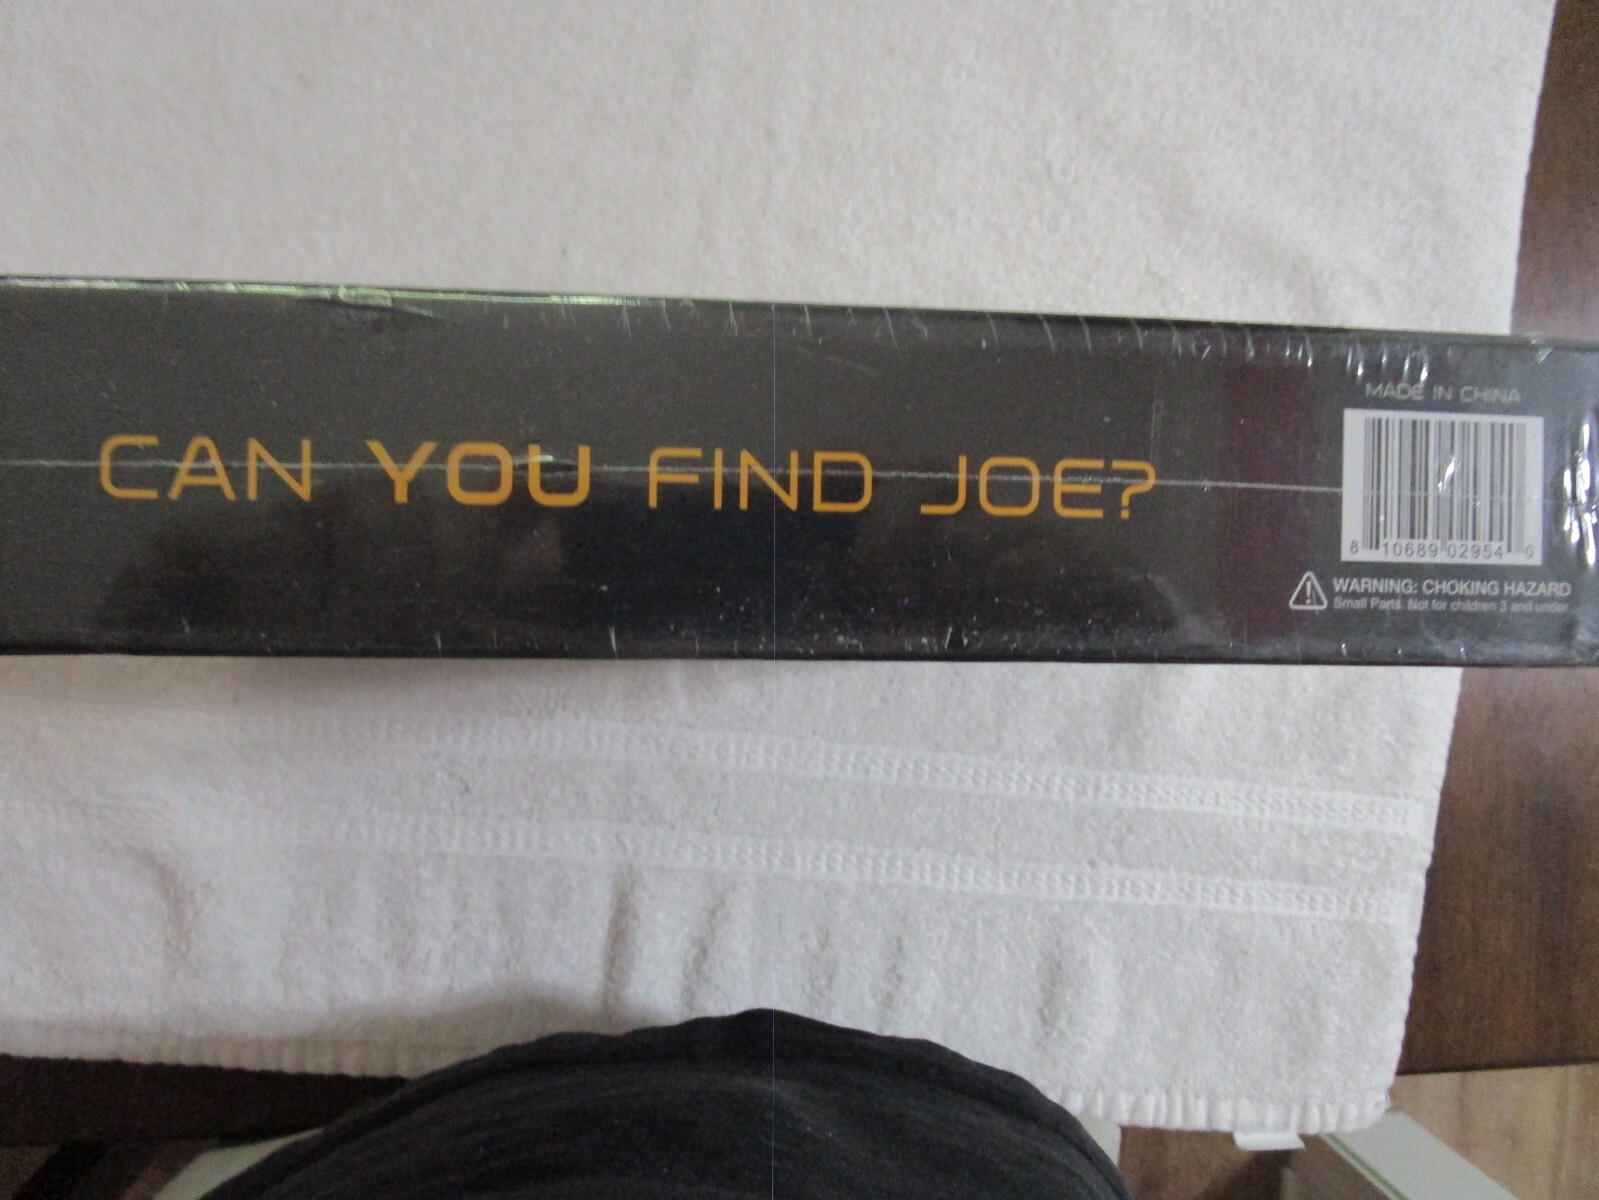 CAN YOU FIND JOE?
MADE IN CHINA
8 10689 02954 0
WARNING: CHOKING HAZARD
Small Parts. Not for children 3 and under